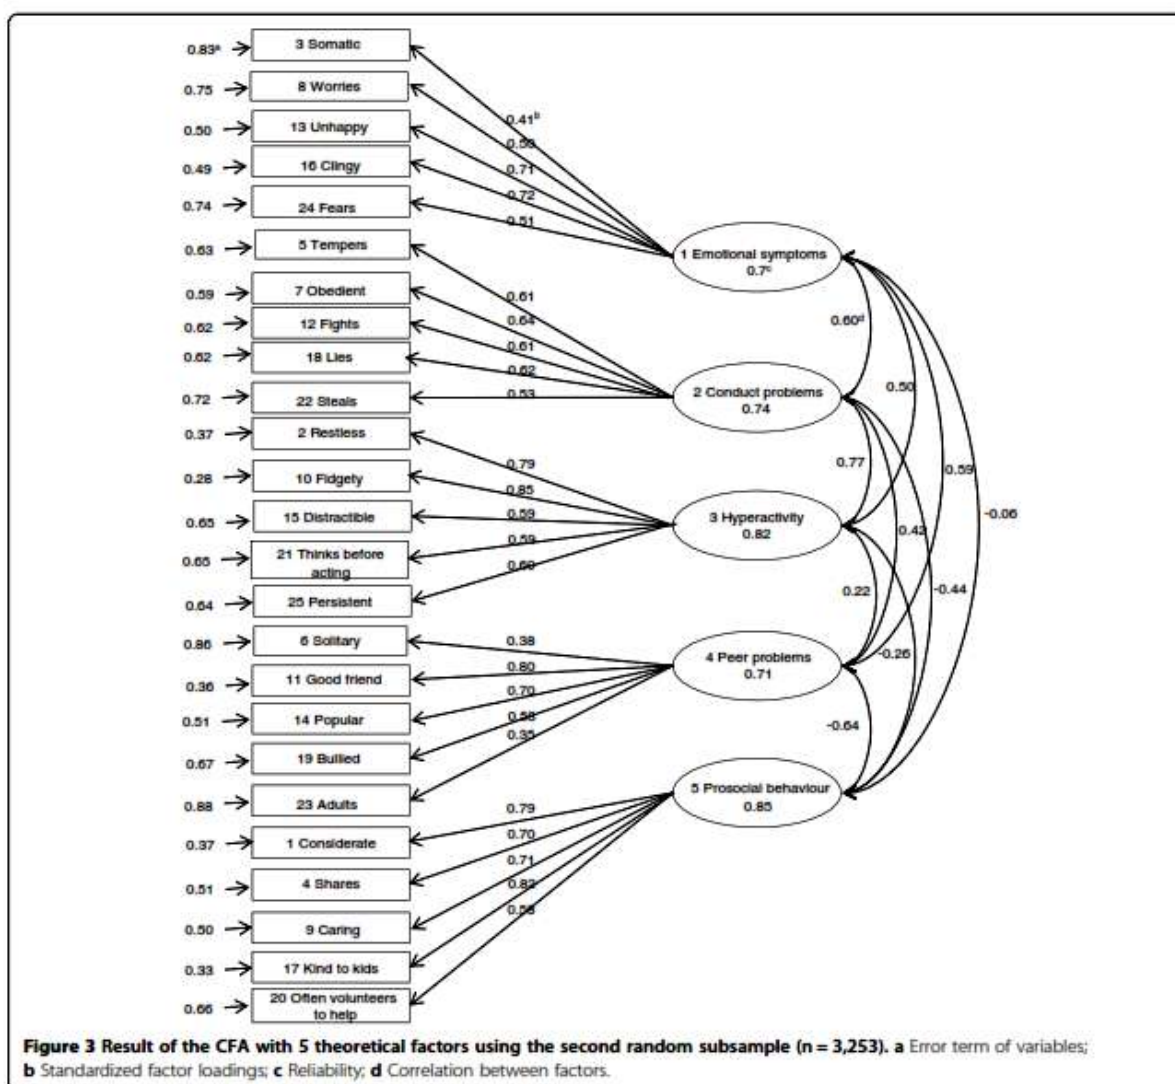 0.83a 3 Somatic
0.75 8 Worries
0.50 13 Unhappy
0.49 16 Clingy
0.74 24 Fears
0.63 5 Tempers
0.59 7 Obedient
0.62 12 Fights
0.62 18 Lies
0.72 22 Steals
0.37 2 Restless
0.28 10 Fidgety
0.65 15 Distractible
0.65 21 Thinks before
acting
0.64 25 Persistent
0.86 6 Solitary
0.36 11 Good friend
0.51 14 Popular
0.67 19 Bullied
0.88 23 Adults
0.37 1 Considerate
0.51 4 Shares
0.50 9 Caring
0.33 17 Kind to kids
0.66 20 Often volunteers
to help
0.41b
0.50
0.71
0.72
0.51
0.61
0.64
0.61
0.62
0.53
0.79
0.85
0.59
0.59
0.60
0.38
0.80
0.70
0.58
0.35
0.79
0.70
0.71
0.82
0.58
1 Emotional symptoms
0.7c
2 Conduct problems
0.74
3 Hyperactivity
0.82
4 Peer problems
0.71
5 Prosocial behaviour
0.85
0.60d
0.50
0.77
0.59
-0.06
0.42
0.22
-0.44
-0.26
-0.64
Figure 3 Result of the CFA with 5 theoretical factors using the second random subsample (n = 3,253). a Error term of variables;
b Standardized factor loadings; c Reliability; d Correlation between factors.